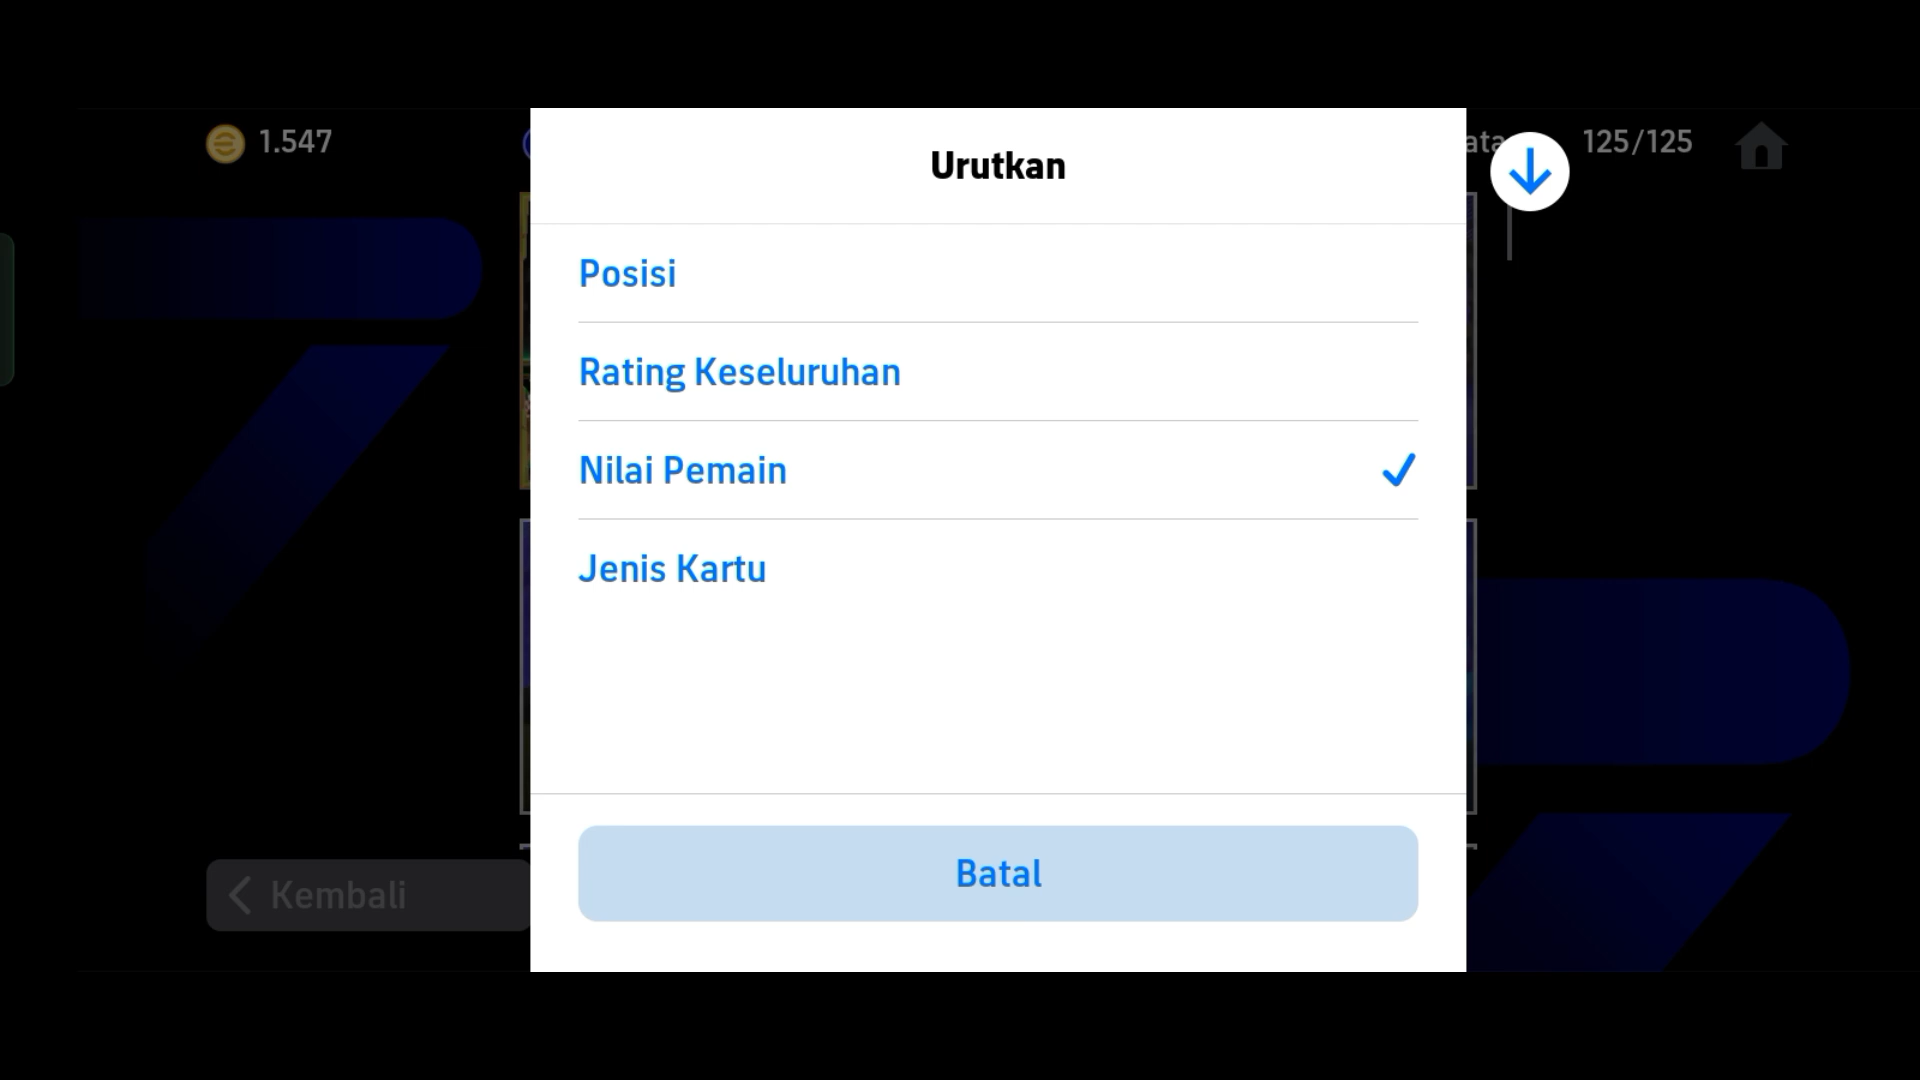 1.547
125/125
Urutkan
Posisi
Rating Keseluruhan
Nilai Pemain
Jenis Kartu
Batal
Kembali